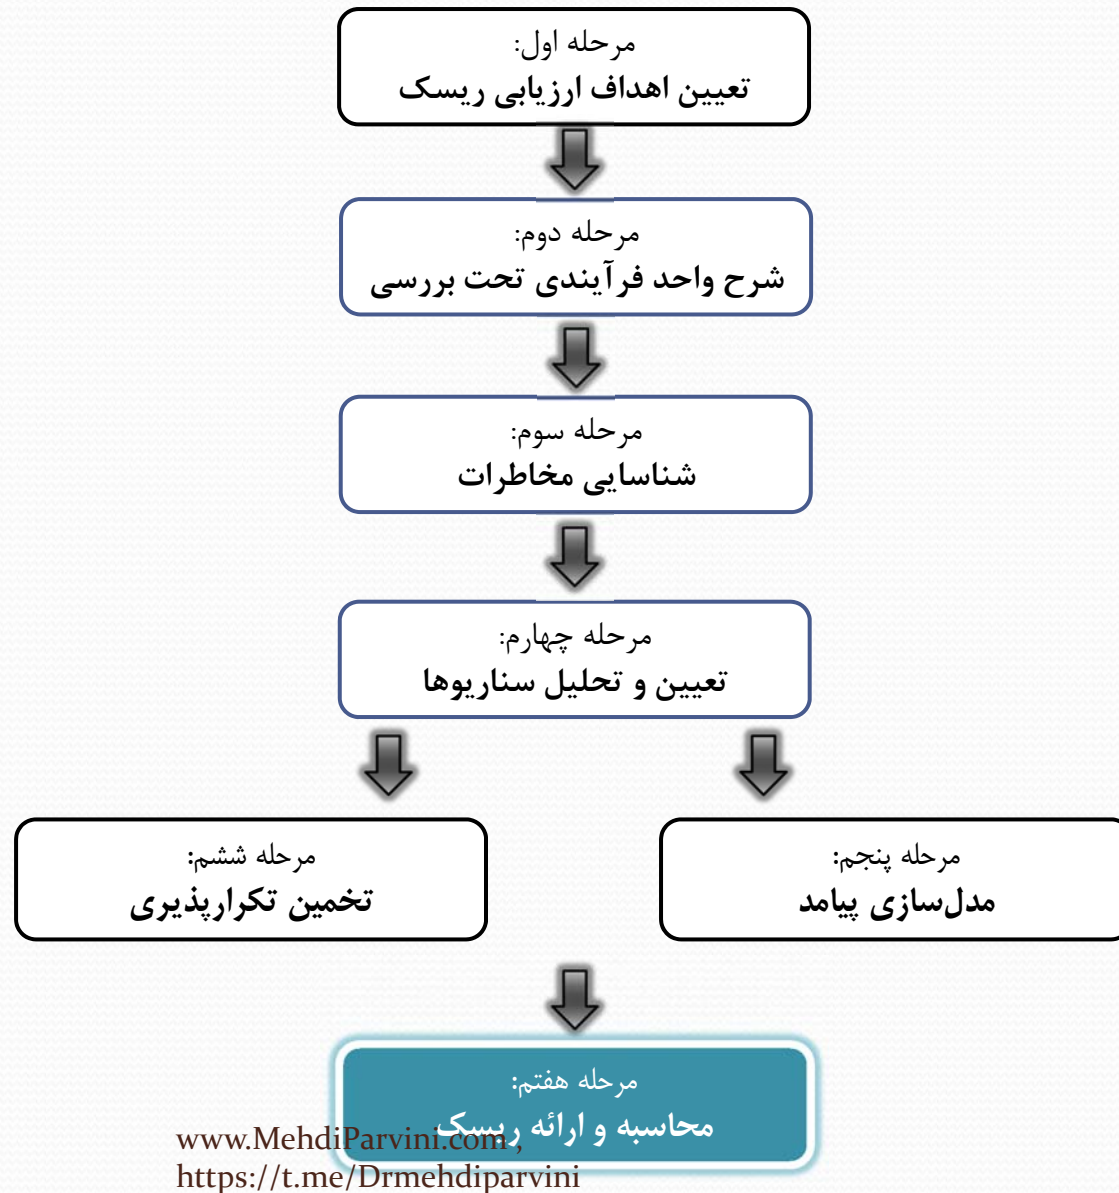 مرحله اول:
تعیین اهداف ارزیابی ریسک
مرحله دوم:
شرح واحد فرآیندی تحت بررسی
مرحله سوم:
شناسایی مخاطرات
مرحله چهارم:
تعیین و تحلیل سناریوها
مرحله پنجم:
مدل‌سازی پیامد
مرحله ششم:
تخمین تکرارپذیری
مرحله هفتم:
محاسبه و ارائه ریسک
www.MehdiParvini.com ,
https://t.me/Drmehdiparvini